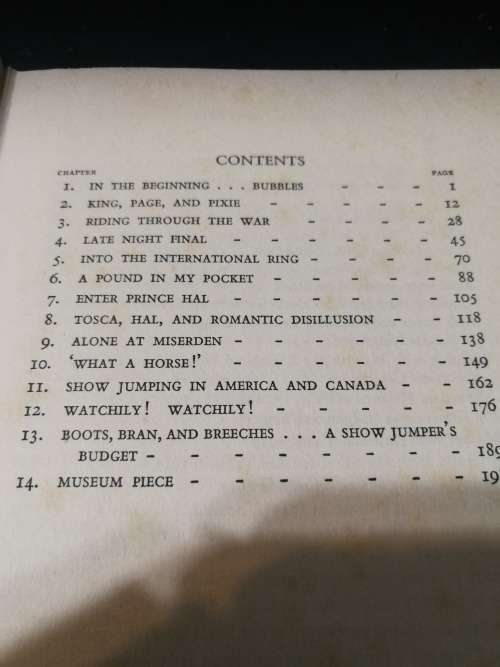 CONTENTS
CHAPTER PAGE
1. IN THE BEGINNING . . . BUBBLES - - - 1
2. KING, PAGE, AND PIXIE - - - - - 12
3. RIDING THROUGH THE WAR - - - - 28
4. LATE NIGHT FINAL - - - - - 45
5. INTO THE INTERNATIONAL RING - - - - 70
6. A POUND IN MY POCKET - - - - - 88
7. ENTER PRINCE HAL - - - - - 105
8. TOSCA, HAL, AND ROMANTIC DISILLUSION - - 118
9. ALONE AT MISERDEN - - - - - 138
10. ‘WHAT A HORSE!’ - - - - - - 149
11. SHOW JUMPING IN AMERICA AND CANADA - - 162
12. WATCHILY! WATCHILY! - - - - - 176
13. BOOTS, BRAN, AND BREECHES . . . A SHOW JUMPER’S
BUDGET - - - - - - - - 189
14. MUSEUM PIECE - - - - - - - 19